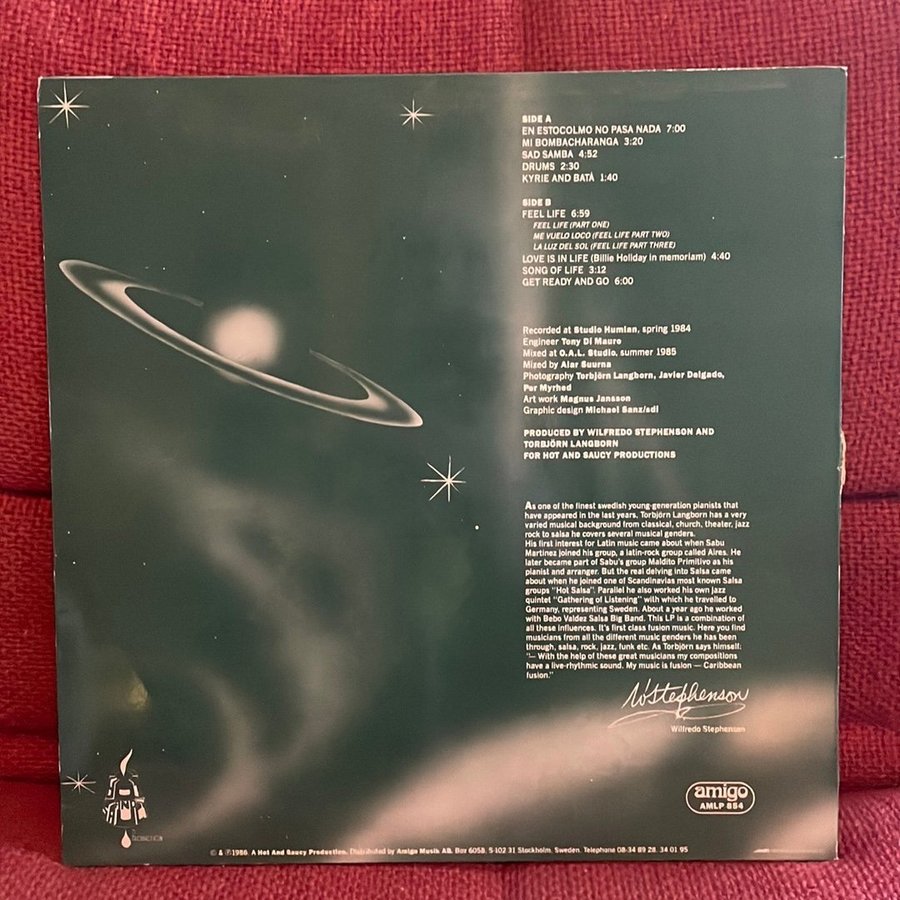 SIDE A
EN ESTOCOLMO NO PASA NADA 7:00
MI BOMBACHARANGA 3:20
SAD SAMBA 4:52
DRUMS 2:30
KYRIE AND BATÁ 1:40
SIDE B
FEEL LIFE 6:59
FEEL LIFE (PART ONE)
ME VUELO LOCO (FEEL LIFE PART TWO)
LA LUZ DEL SOL (FEEL LIFE PART THREE)
LOVE IS IN LIFE (Billie Holiday in memoriam) 4:40
SONG OF LIFE 3:12
GET READY AND GO 6:00
Recorded at Studio Humlan, spring 1984
Engineer Tony Di Mauro
Mixed at O.A.L. Studio, summer 1985
Mixed by Alar Suurna
Photography Torbjörn Langborn, Javier Delgado,
Per Myrhed
Art work Magnus Jansson
Graphic design Michael Sanz/adl
PRODUCED BY WILFREDO STEPHENSON AND
TORBJÖRN LANGBORN
FOR HOT AND SAUCY PRODUCTIONS
As one of the finest swedish young-generation pianists that
have appeared in the last years, Torbjörn Langborn has a very
varied musical background from classical, church, theater, jazz
rock to salsa he covers several musical genders.
His first interest for Latin music came about when Sabu
Martinez joined his group, a latin-rock group called Aires. He
later became part of Sabu's group Maldito Primitivo as his
pianist and arranger. But the real delving into Salsa came
about when he joined one of Scandinavias most known Salsa
groups "Hot Salsa". Parallel he also worked his own jazz
quintet "Gathering of Listening" with which he travelled to
Germany, representing Sweden. About a year ago he worked
with Bebo Valdez Salsa Big Band. This LP is a combination of
all these influences. It's first class fusion music. Here you find
musicians from all the different music genders he has been
through, salsa, rock, jazz, funk etc. As Torbjörn says himself:
"— With the help of these great musicians my compositions
have a live-rhythmic sound. My music is fusion — Caribbean
fusion."
WStephenson
Wilfredo Stephenson
amigo
AMLP 854
© & ℗ 1986. A Hot And Saucy Production. Distributed by Amigo Musik AB. Box 6058, S-102 31 Stockholm. Sweden. Telephone 08-34 89 28, 34 01 95